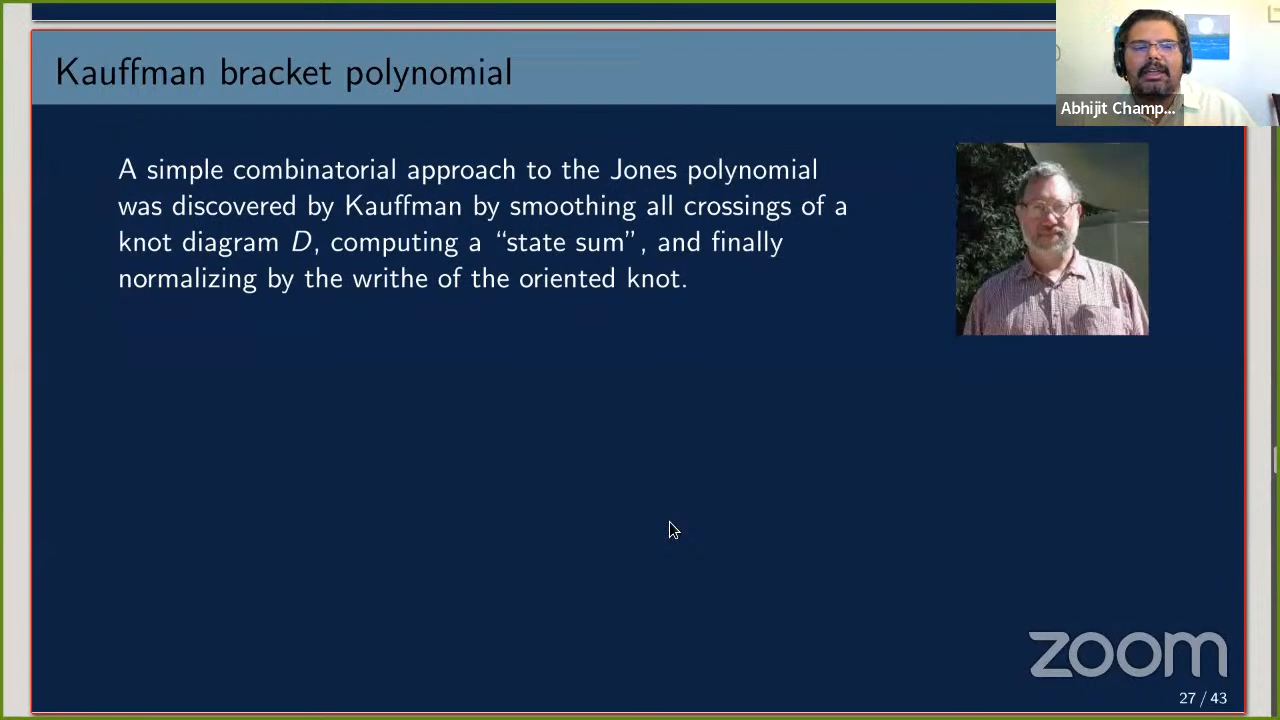 Kauffman bracket polynomial
Abhijit Champ...
A simple combinatorial approach to the Jones polynomial
was discovered by Kauffman by smoothing all crossings of a
knot diagram D, computing a “state sum”, and finally
normalizing by the writhe of the oriented knot.
zoom
27 / 43